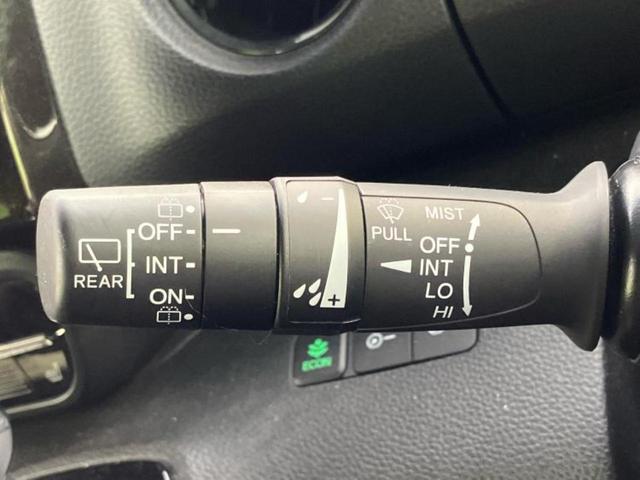 REAR
OFF
INT
ON
-
+
PULL
MIST
OFF
INT
LO
HI
ECON